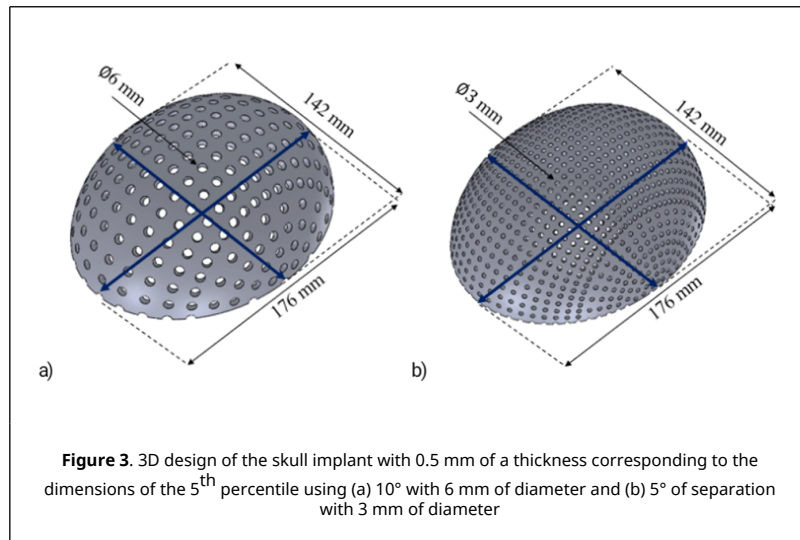 Ø6 mm
142 mm
176 mm
a)
Ø3 mm
142 mm
176 mm
b)
Figure 3. 3D design of the skull implant with 0.5 mm of a thickness corresponding to the
dimensions of the 5th percentile using (a) 10° with 6 mm of diameter and (b) 5° of separation
with 3 mm of diameter